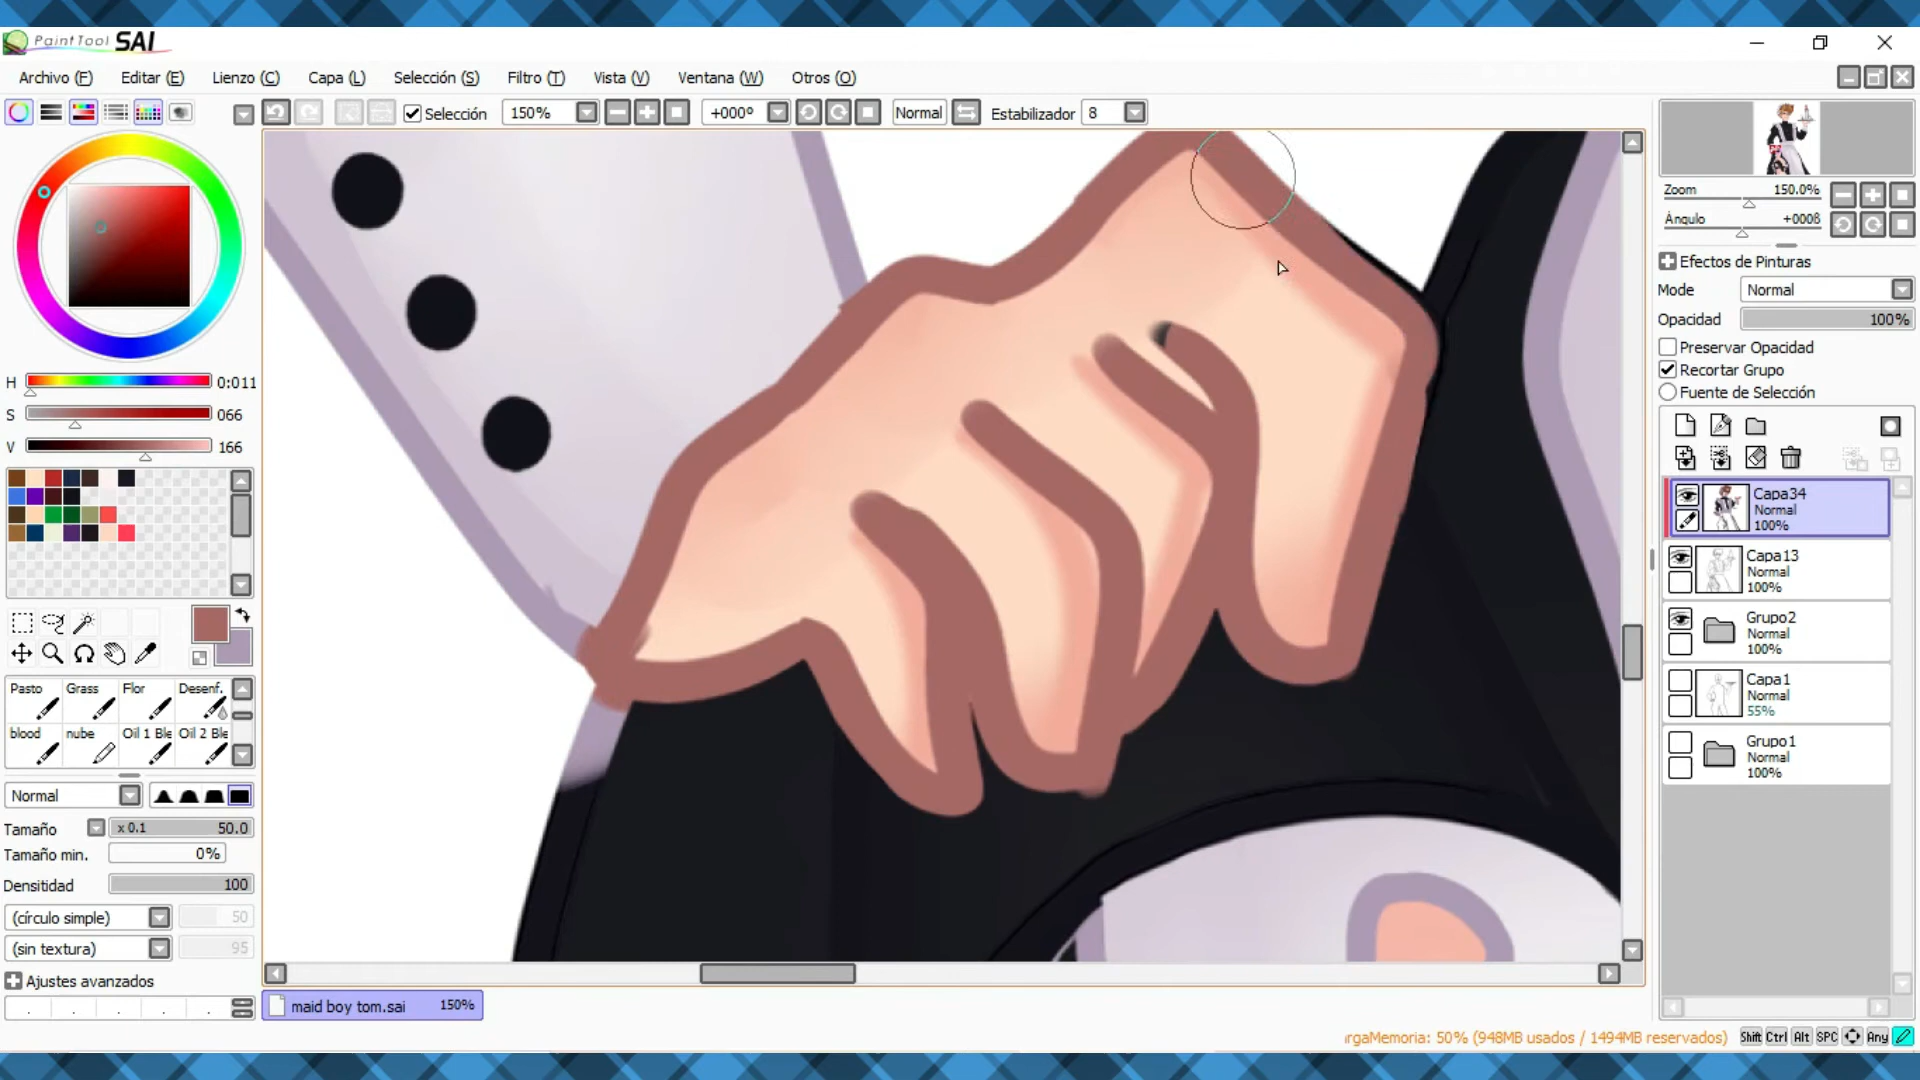 PaintTool SAI
Archivo (F) Editar (E) Lienzo (C) Capa (L) Selección (S) Filtro (T) Vista (V) Ventana (W) Otros (O)
Selección 150% +000º Normal Estabilizador 8
Zoom 150.0%
Ángulo +000ß
Efectos de Pinturas
Mode Normal
Opacidad 100%
Preservar Opacidad
Recortar Grupo
Fuente de Selección
H 0:011
S 066
V 166
Capa34
Normal
100%
Capa13
Normal
100%
Grupo2
Normal
100%
Capa1
Normal
55%
Grupo1
Normal
100%
Pasto Grass Flor Desenf.
blood nube Oil 1 Ble Oil 2 Ble
Normal
Tamaño x 0.1 50.0
Tamaño min. 0%
Densitidad 100
(círculo simple) 50
(sin textura) 95
Ajustes avanzados
maid boy tom.sai 150%
ırgaMemoria: 50% (948MB usados / 1494MB reservados) Shift Ctrl Alt SPC Any